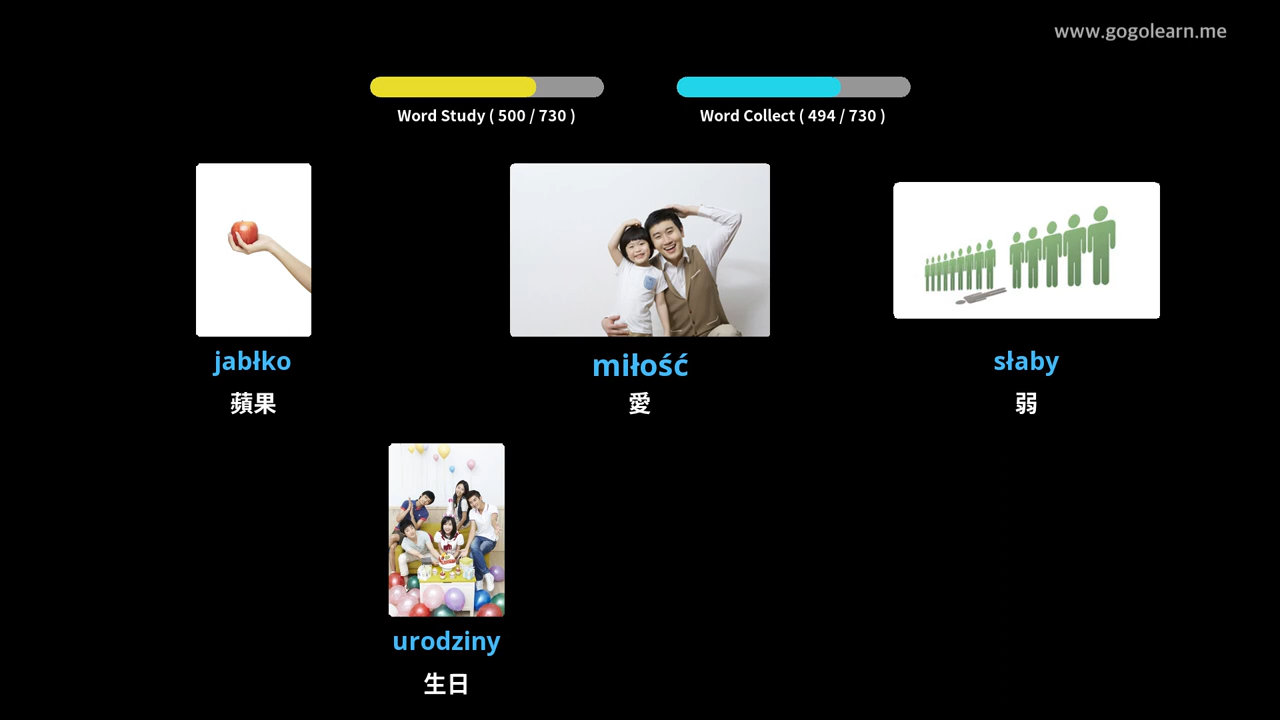 www.gogolearn.me
Word Study ( 500 / 730 )
Word Collect ( 494 / 730 )
jabłko
蘋果
miłość
愛
słaby
弱
urodziny
生日